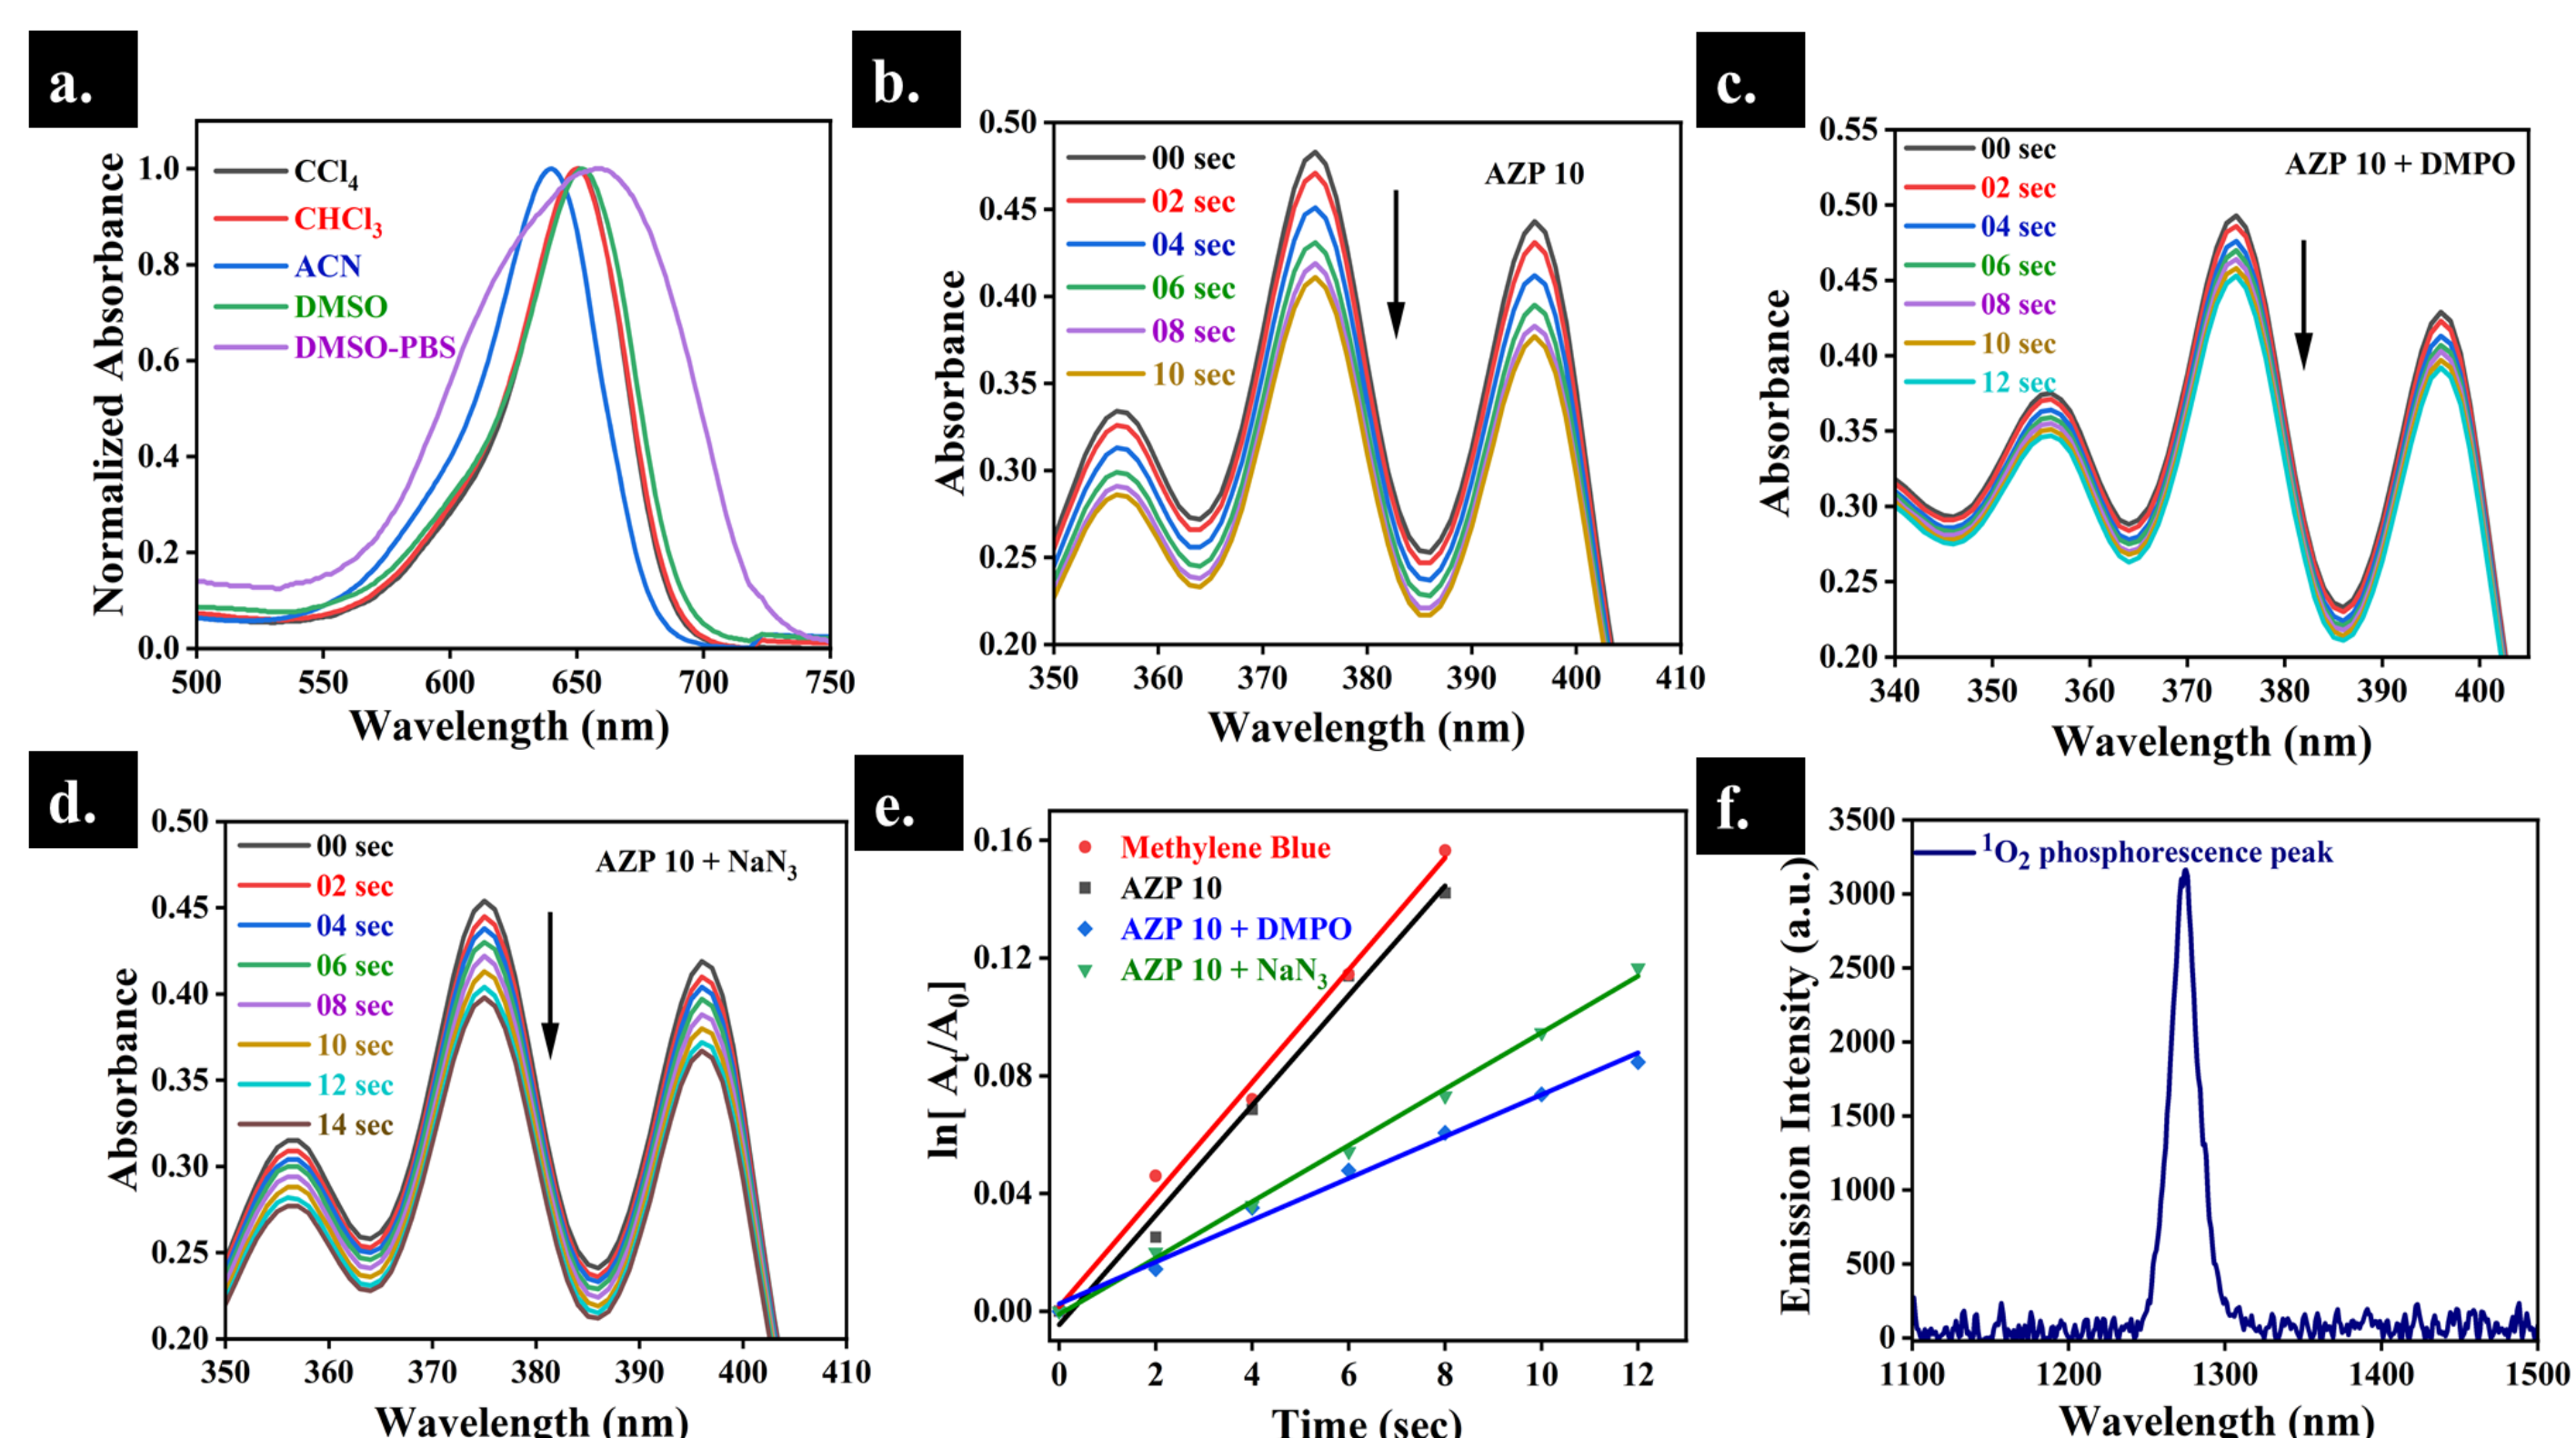 a.
Normalized Absorbance
1.0
0.8
0.6
0.4
0.2
0.0
CCl₄
CHCl₃
ACN
DMSO
DMSO-PBS
500 550 600 650 700 750
Wavelength (nm)
b.
Absorbance
0.50
0.45
0.40
0.35
0.30
0.25
0.20
00 sec
02 sec
04 sec
06 sec
08 sec
10 sec
AZP 10
350 360 370 380 390 400 410
Wavelength (nm)
c.
Absorbance
0.55
0.50
0.45
0.40
0.35
0.30
0.25
0.20
00 sec
02 sec
04 sec
06 sec
08 sec
10 sec
12 sec
AZP 10 + DMPO
340 350 360 370 380 390 400
Wavelength (nm)
d.
Absorbance
0.50
0.45
0.40
0.35
0.30
0.25
0.20
00 sec
02 sec
04 sec
06 sec
08 sec
10 sec
12 sec
14 sec
AZP 10 + NaN₃
350 360 370 380 390 400 410
Wavelength (nm)
e.
ln[ Aₜ/A₀]
0.16
0.12
0.08
0.04
0.00
Methylene Blue
AZP 10
AZP 10 + DMPO
AZP 10 + NaN₃
0 2 4 6 8 10 12
Time (sec)
f.
Emission Intensity (a.u.)
3500
3000
2500
2000
1500
1000
500
0
¹O₂ phosphorescence peak
1100 1200 1300 1400 1500
Wavelength (nm)